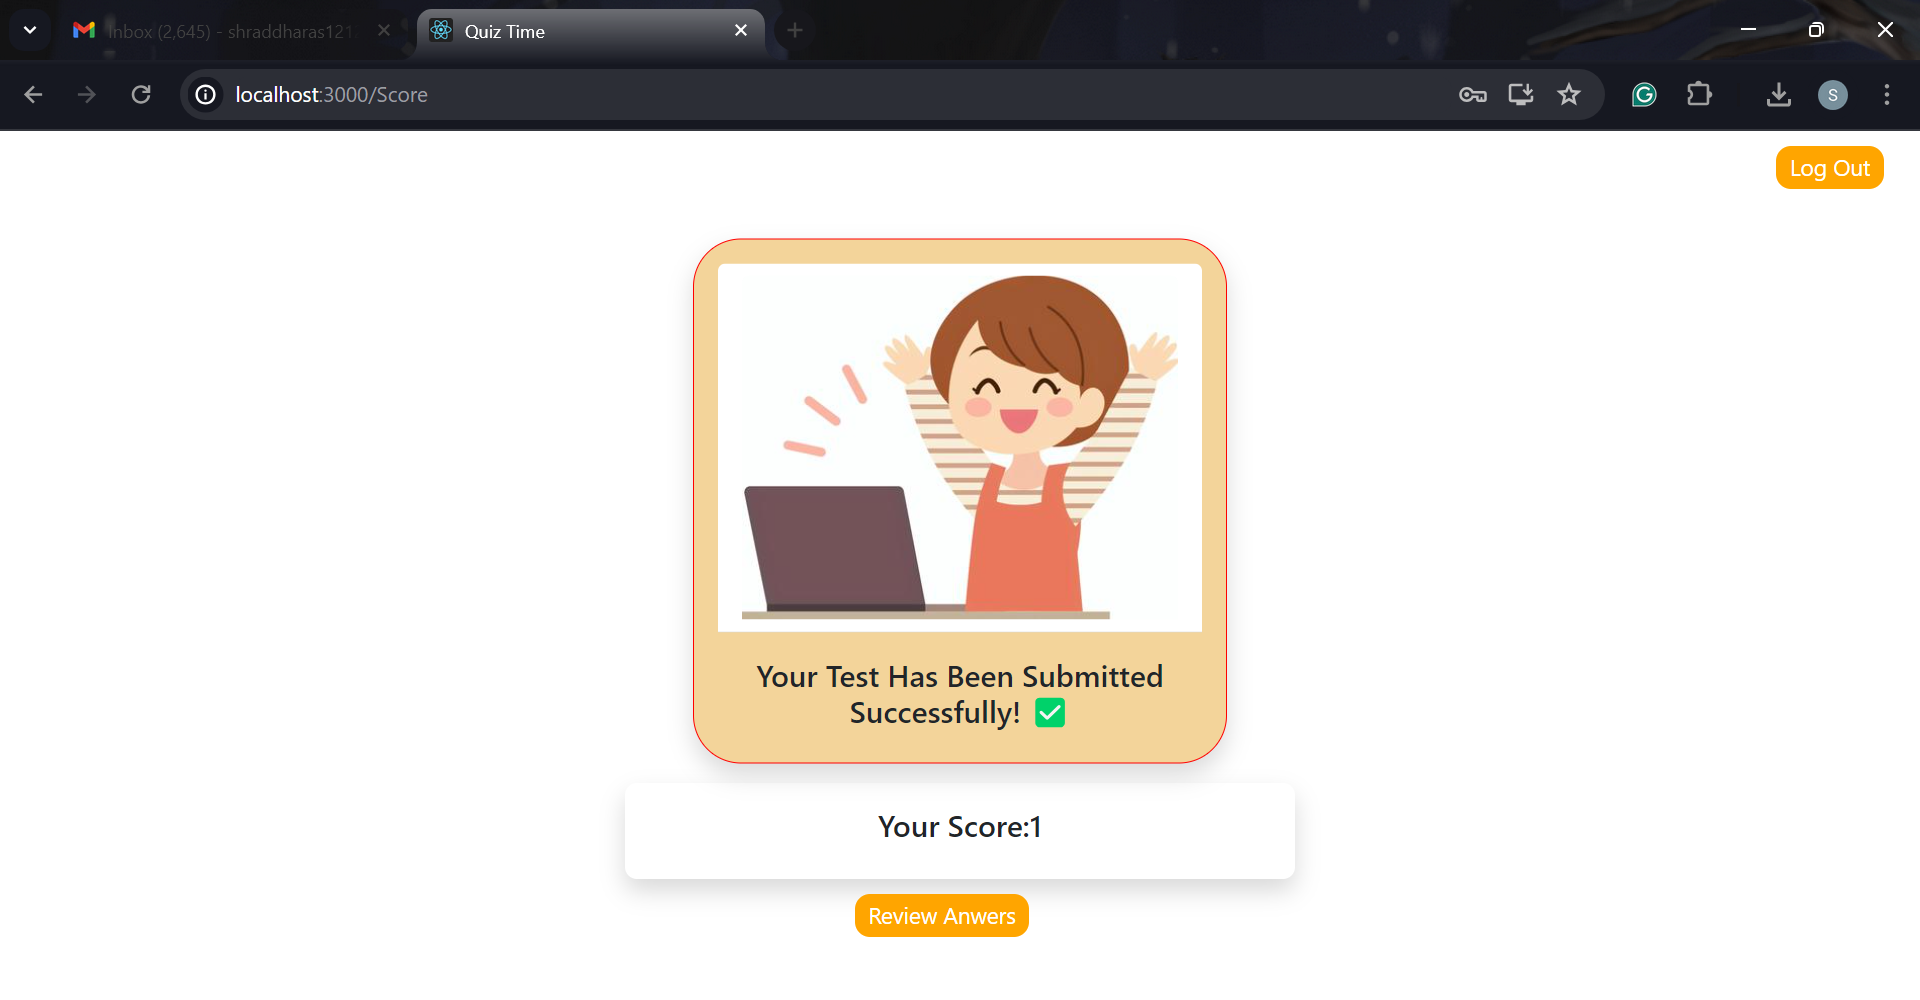 Inbox (2,645) - shraddharas121
Quiz Time
localhost:3000/Score
S
Log Out
Your Test Has Been Submitted
Successfully! ✅
Your Score:1
Review Anwers